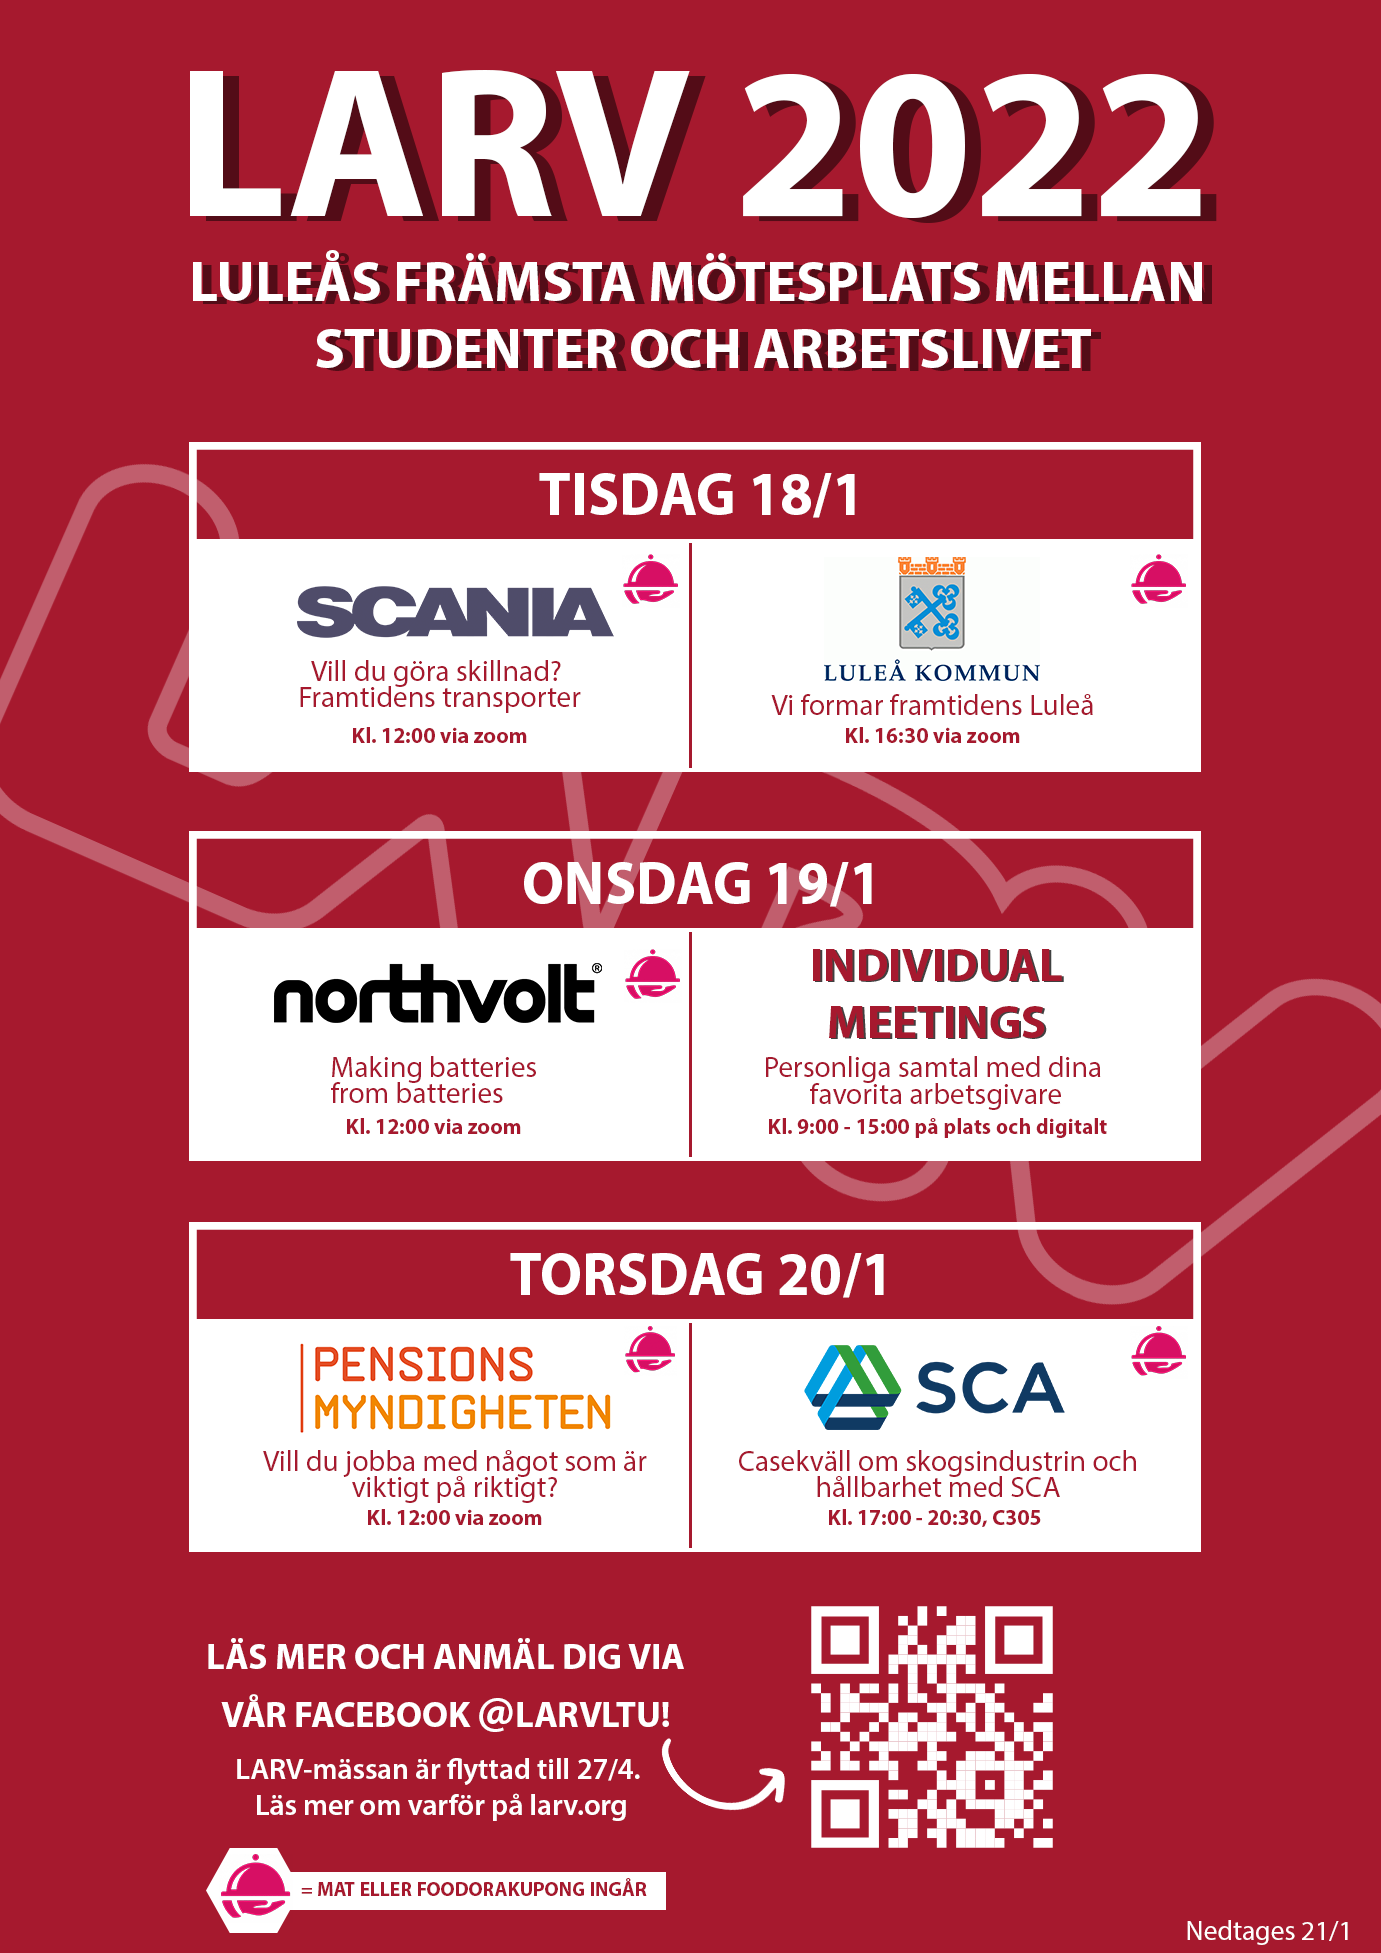 LARV 2022
LULEÅS FRÄMSTA MÖTESPLATS MELLAN
STUDENTER OCH ARBETSLIVET
TISDAG 18/1
SCANIA
Vill du göra skillnad?
Framtidens transporter
Kl. 12:00 via zoom
LULEÅ KOMMUN
Vi formar framtidens Luleå
Kl. 16:30 via zoom
ONSDAG 19/1
northvolt®
Making batteries
from batteries
Kl. 12:00 via zoom
INDIVIDUAL
MEETINGS
Personliga samtal med dina
favorita arbetsgivare
Kl. 9:00 - 15:00 på plats och digitalt
TORSDAG 20/1
PENSIONS
MYNDIGHETEN
Vill du jobba med något som är
viktigt på riktigt?
Kl. 12:00 via zoom
SCA
Casekväll om skogsindustrin och
hållbarhet med SCA
Kl. 17:00 - 20:30, C305
LÄS MER OCH ANMÄL DIG VIA
VÅR FACEBOOK @LARVLTU!
LARV-mässan är flyttad till 27/4.
Läs mer om varför på larv.org
= MAT ELLER FOODORAKUPONG INGÅR
Nedtages 21/1